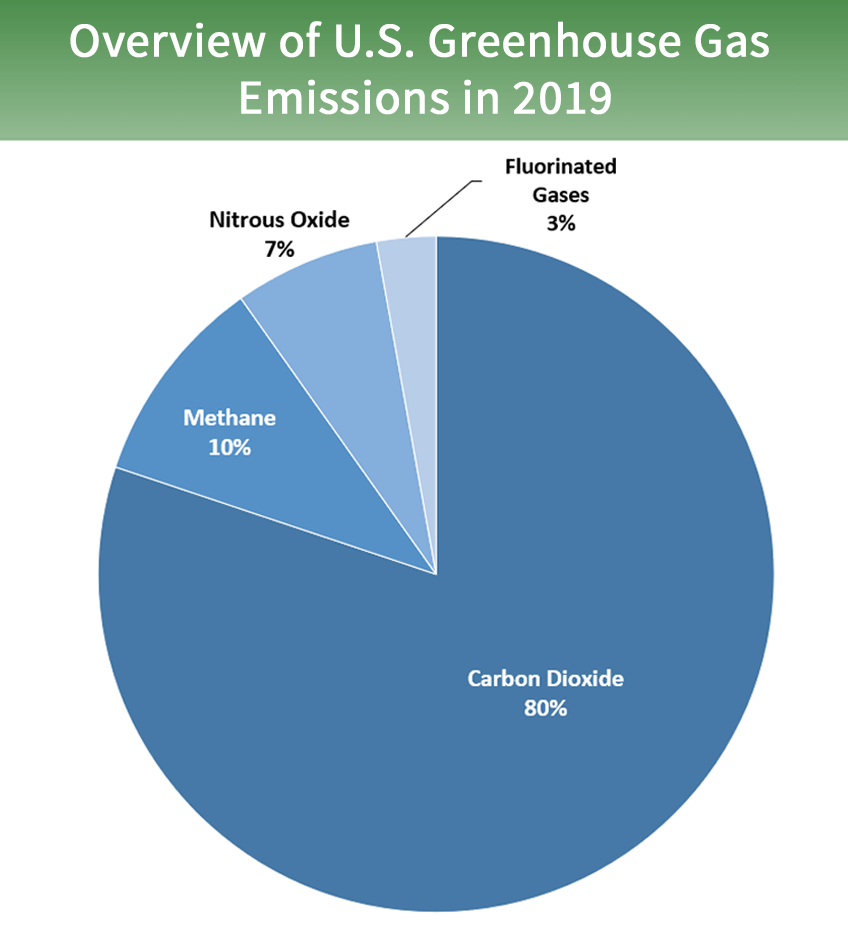 Overview of U.S. Greenhouse Gas
Emissions in 2019
Fluorinated
Gases
3%
Nitrous Oxide
7%
Methane
10%
Carbon Dioxide
80%